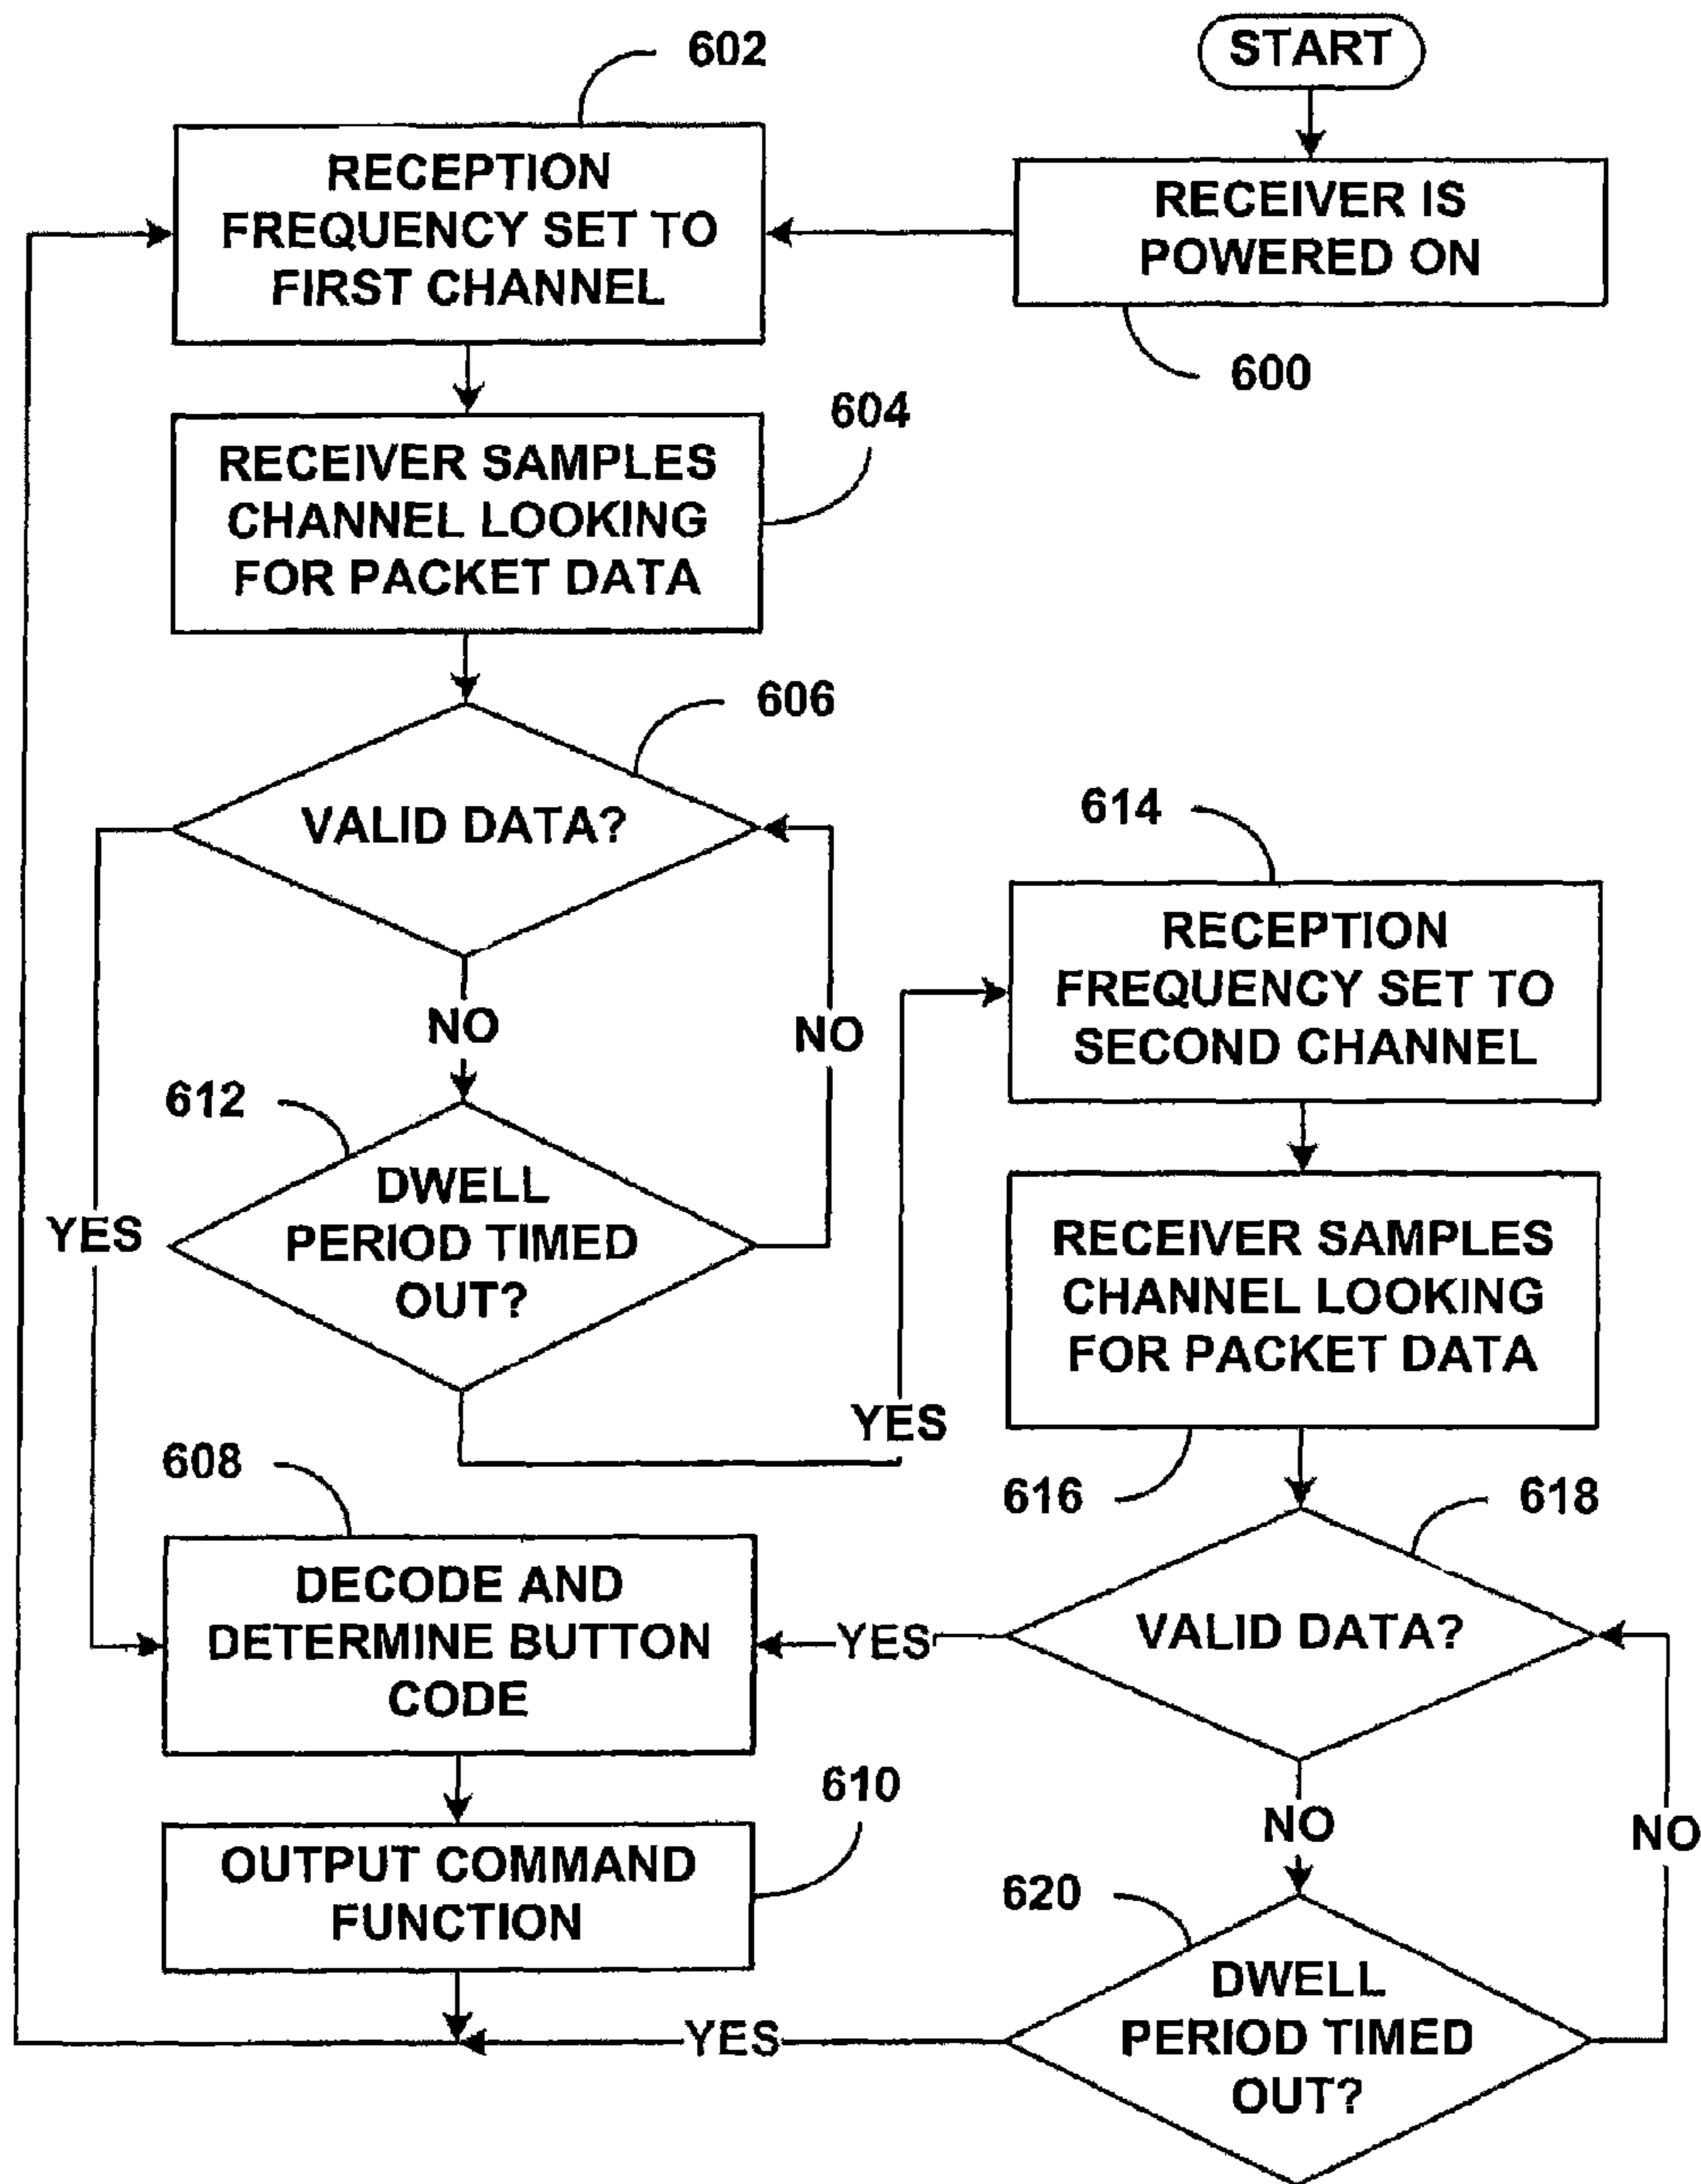 START
RECEIVER IS
POWERED ON
600
602
RECEPTION
FREQUENCY SET TO
FIRST CHANNEL
604
RECEIVER SAMPLES
CHANNEL LOOKING
FOR PACKET DATA
606
VALID DATA?
NO
NO
YES
612
DWELL
PERIOD TIMED
OUT?
YES
608
DECODE AND
DETERMINE BUTTON
CODE
610
OUTPUT COMMAND
FUNCTION
614
RECEPTION
FREQUENCY SET TO
SECOND CHANNEL
RECEIVER SAMPLES
CHANNEL LOOKING
FOR PACKET DATA
616
618
VALID DATA?
YES
NO
NO
620
DWELL
PERIOD TIMED
OUT?
YES